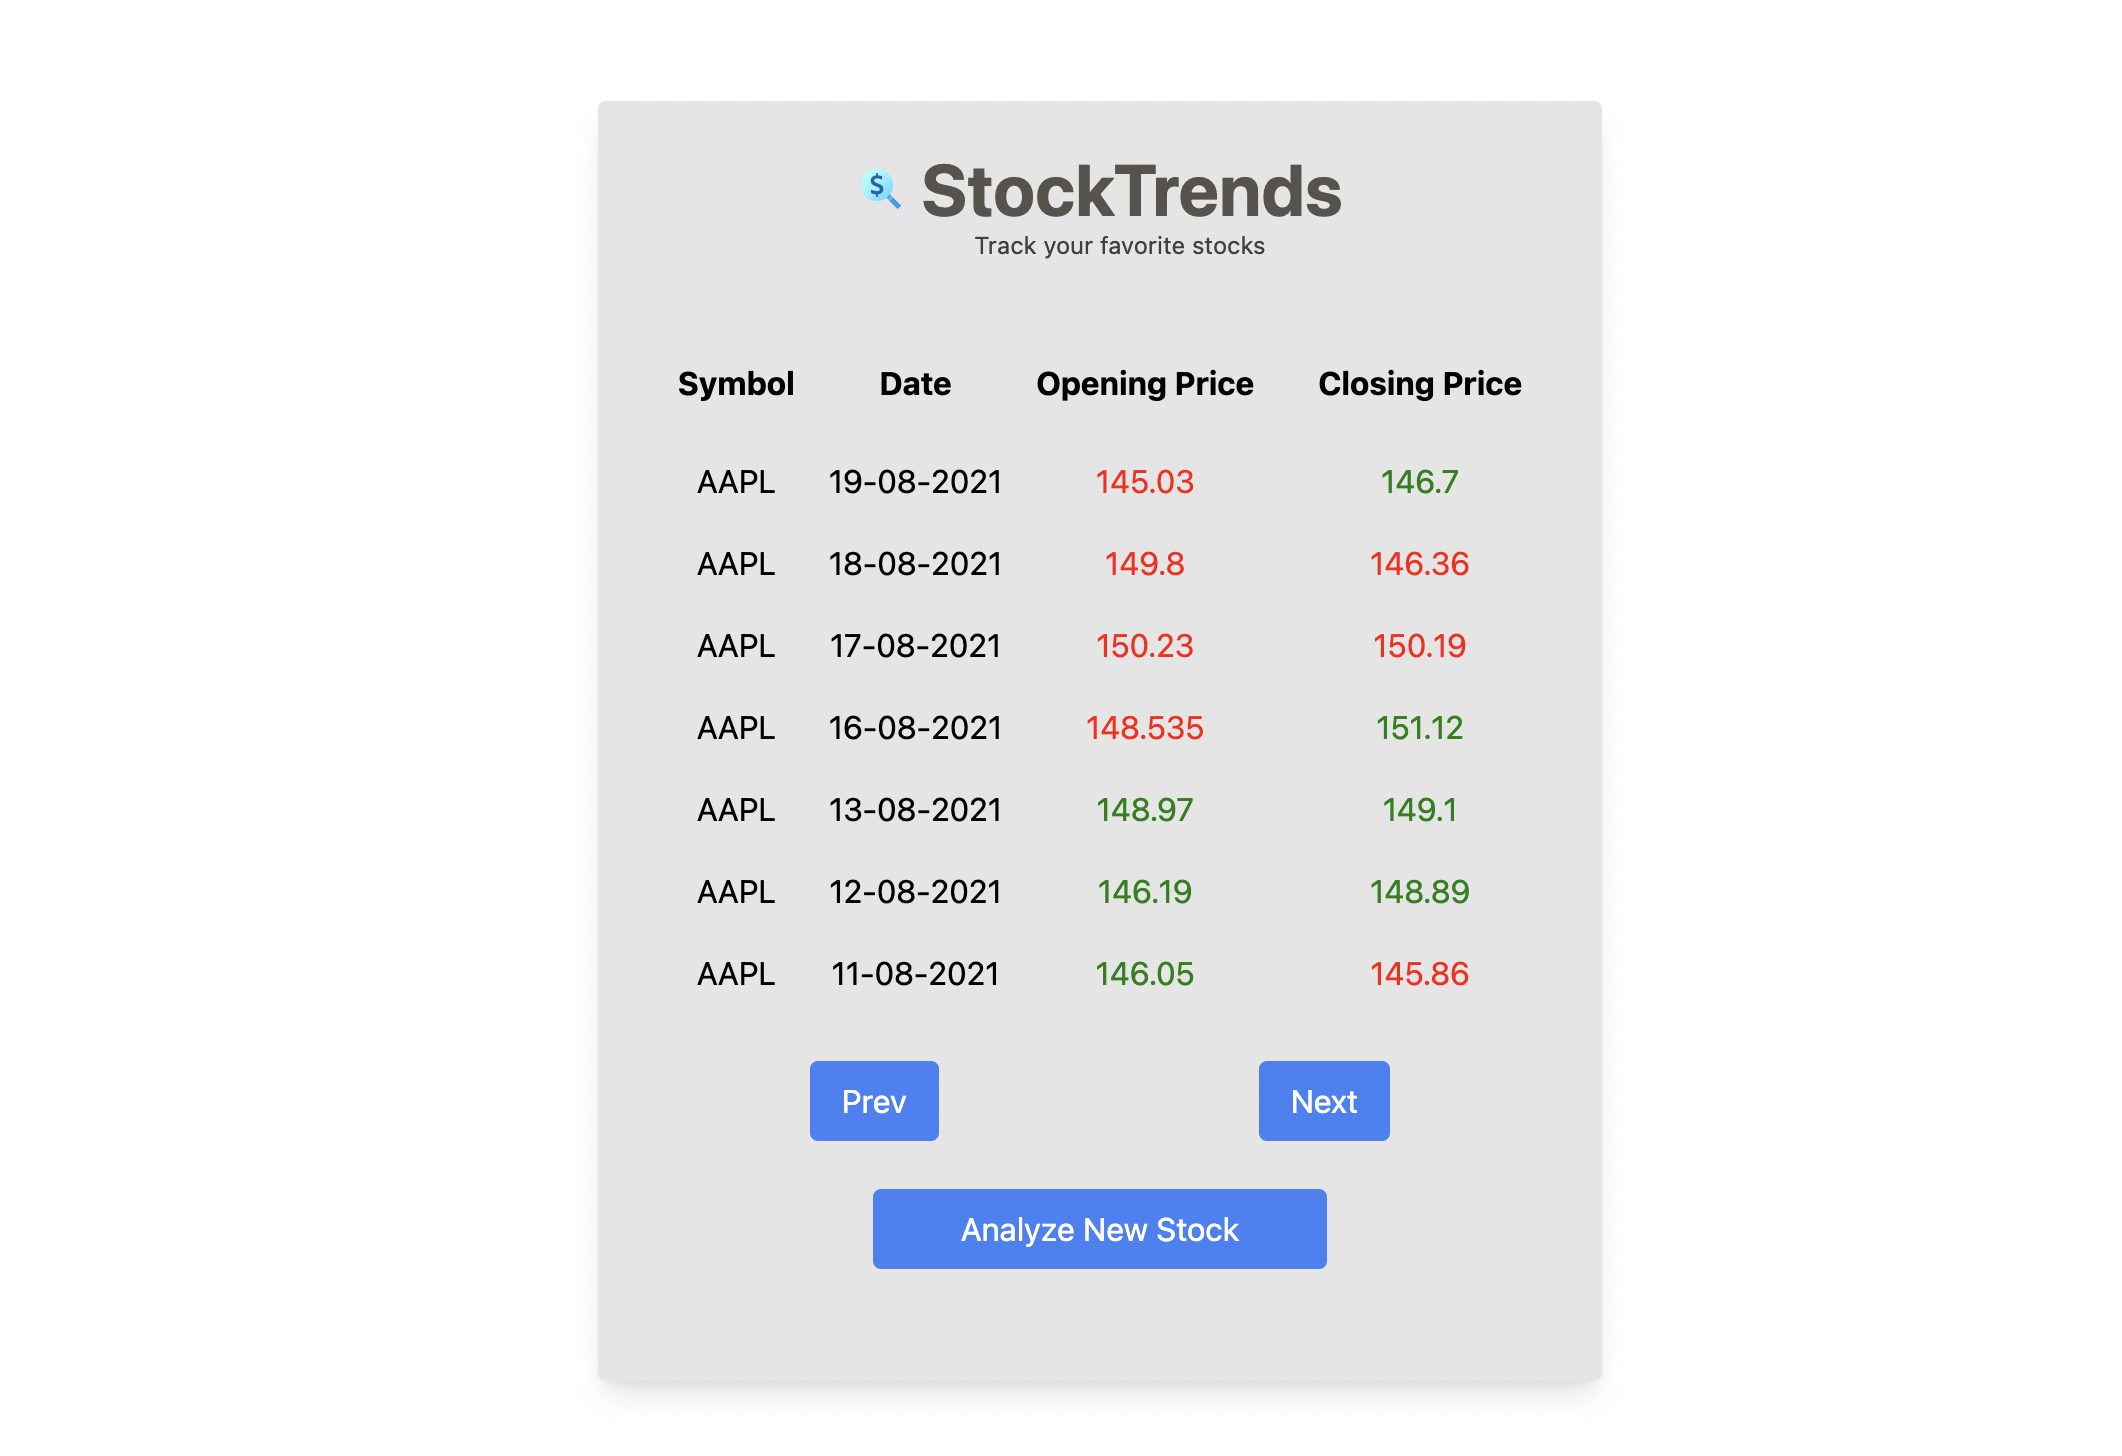 $ StockTrends
Track your favorite stocks
Symbol Date Opening Price Closing Price
AAPL 19-08-2021 145.03 146.7
AAPL 18-08-2021 149.8 146.36
AAPL 17-08-2021 150.23 150.19
AAPL 16-08-2021 148.535 151.12
AAPL 13-08-2021 148.97 149.1
AAPL 12-08-2021 146.19 148.89
AAPL 11-08-2021 146.05 145.86
Prev Next
Analyze New Stock